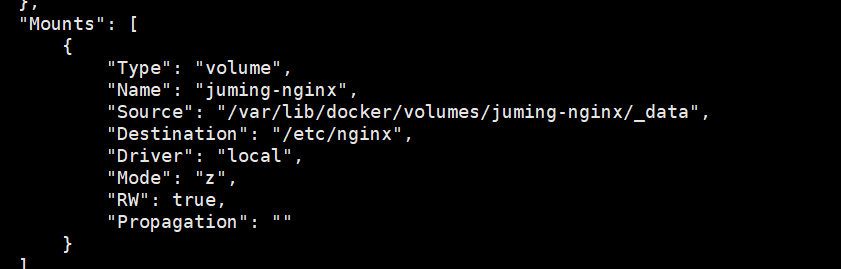 },
"Mounts": [
{
"Type": "volume",
"Name": "juming-nginx",
"Source": "/var/lib/docker/volumes/juming-nginx/_data",
"Destination": "/etc/nginx",
"Driver": "local",
"Mode": "z",
"RW": true,
"Propagation": ""
}
]